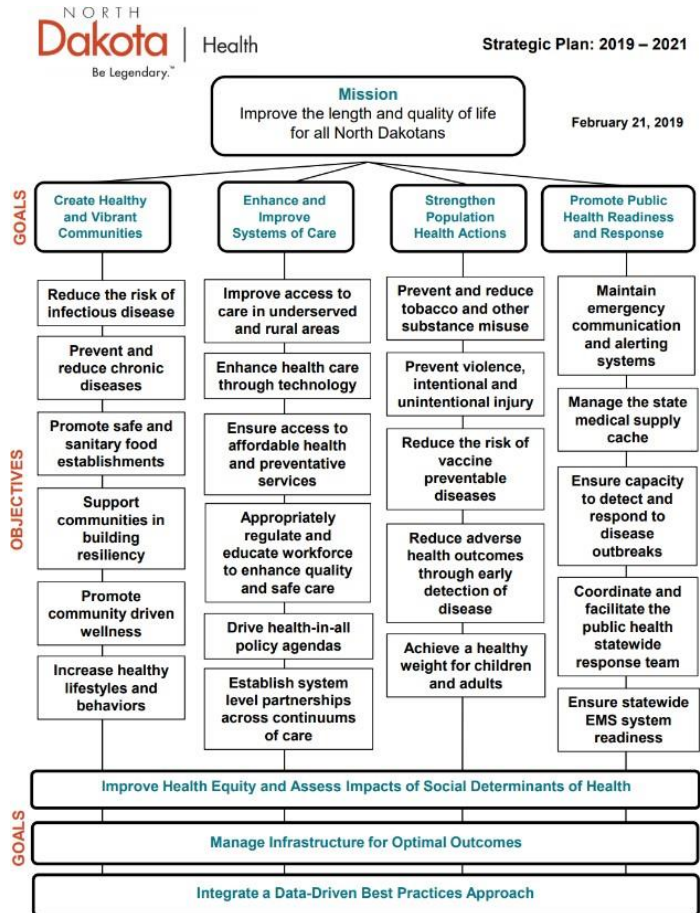 NORTH
Dakota | Health
Be Legendary.™
Strategic Plan: 2019 – 2021
February 21, 2019
Mission
Improve the length and quality of life
for all North Dakotans
GOALS
Create Healthy
and Vibrant
Communities
Enhance and
Improve
Systems of Care
Strengthen
Population
Health Actions
Promote Public
Health Readiness
and Response
OBJECTIVES
Reduce the risk of
infectious disease
Prevent and
reduce chronic
diseases
Promote safe and
sanitary food
establishments
Support
communities in
building
resiliency
Promote
community driven
wellness
Increase healthy
lifestyles and
behaviors
Improve access to
care in underserved
and rural areas
Enhance health care
through technology
Ensure access to
affordable health
and preventative
services
Appropriately
regulate and
educate workforce
to enhance quality
and safe care
Drive health-in-all
policy agendas
Establish system
level partnerships
across continuums
of care
Prevent and reduce
tobacco and other
substance misuse
Prevent violence,
intentional and
unintentional injury
Reduce the risk of
vaccine
preventable
diseases
Reduce adverse
health outcomes
through early
detection of
disease
Achieve a healthy
weight for children
and adults
Maintain
emergency
communication
and alerting
systems
Manage the state
medical supply
cache
Ensure capacity
to detect and
respond to
disease
outbreaks
Coordinate and
facilitate the
public health
statewide
response team
Ensure statewide
EMS system
readiness
GOALS
Improve Health Equity and Assess Impacts of Social Determinants of Health
Manage Infrastructure for Optimal Outcomes
Integrate a Data-Driven Best Practices Approach